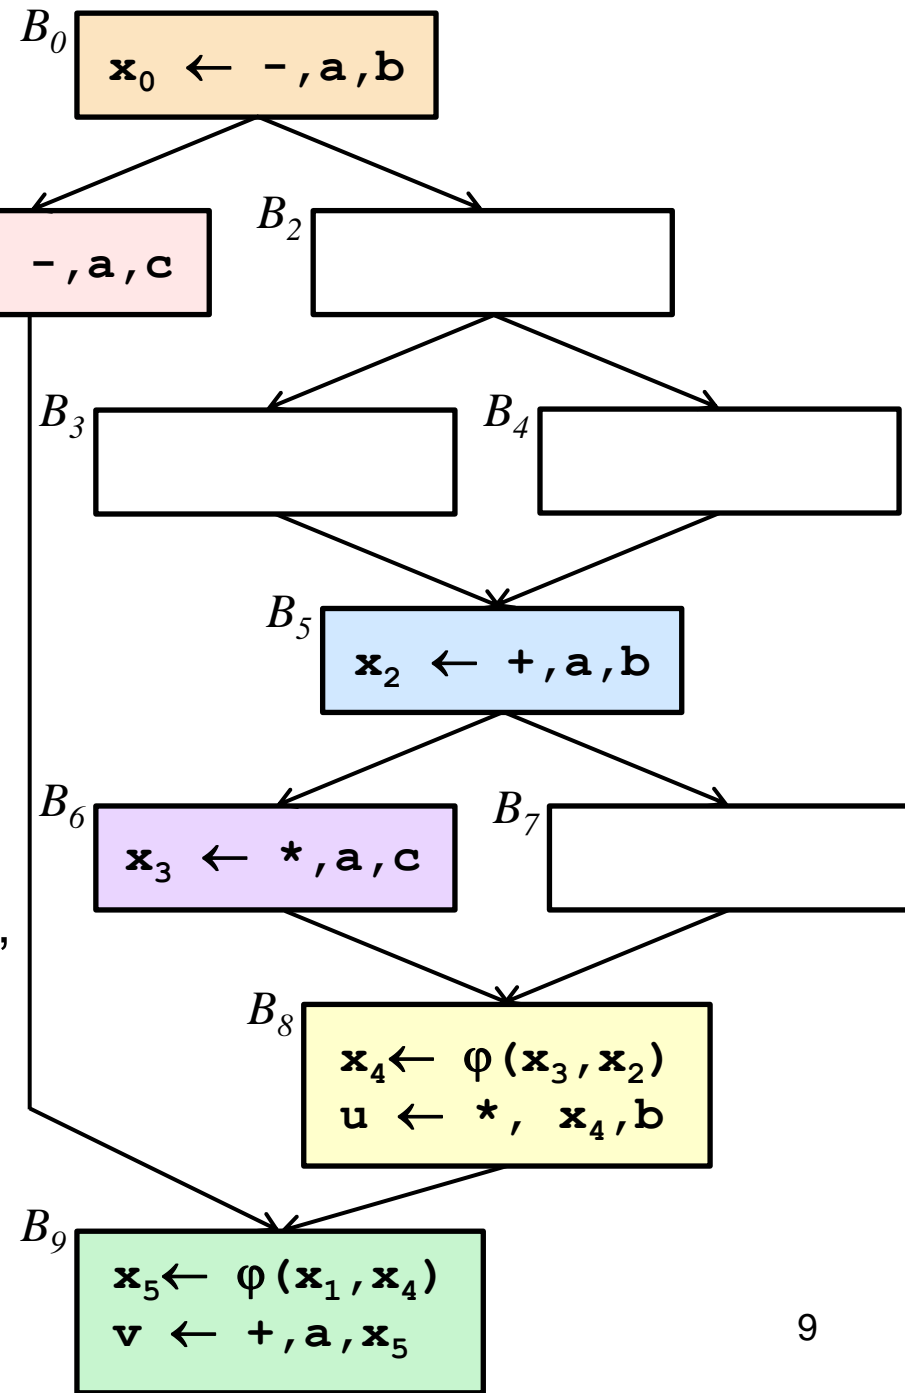 B₀
x₀ ← -,a,b
-,a,c
B₂
B₃
B₄
B₅
x₂ ← +,a,b
B₆
x₃ ← *,a,c
B₇
,
B₈
x₄← φ(x₃,x₂)
u ← *, x₄,b
B₉
x₅← φ(x₁,x₄)
v ← +,a,x₅
9